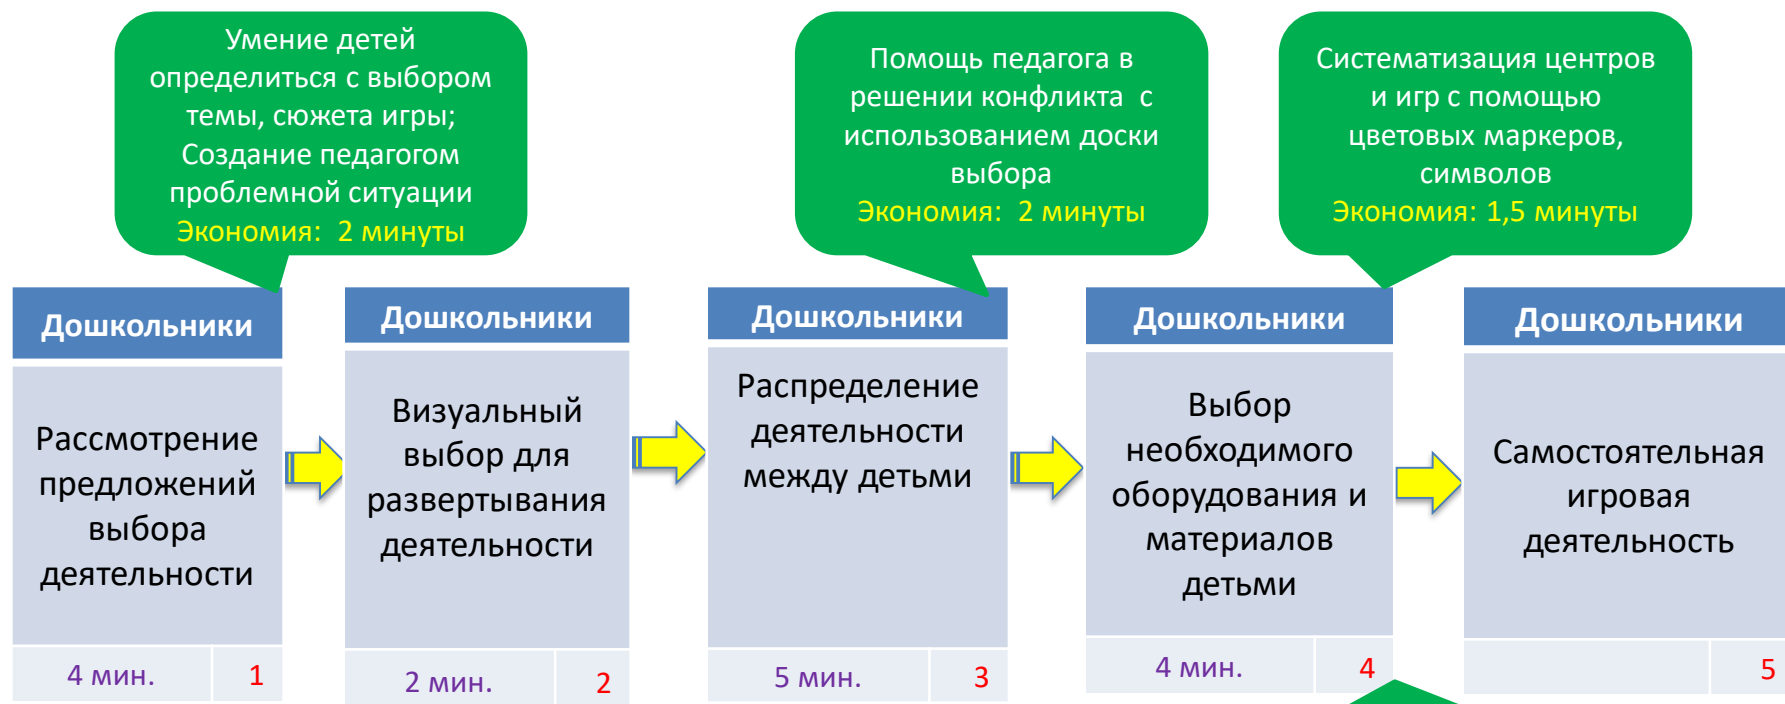 Умение детей
определиться с выбором
темы, сюжета игры;
Создание педагогом
проблемной ситуации
Экономия: 2 минуты
Помощь педагога в
решении конфликта с
использованием доски
выбора
Экономия: 2 минуты
Систематизация центров
и игр с помощью
цветовых маркеров,
символов
Экономия: 1,5 минуты
Дошкольники
Рассмотрение
предложений
выбора
деятельности
4 мин.
1
Дошкольники
Визуальный
выбор для
развертывания
деятельности
2 мин.
2
Дошкольники
Распределение
деятельности
между детьми
5 мин.
3
Дошкольники
Выбор
необходимого
оборудования и
материалов
детьми
4 мин.
4
Дошкольники
Самостоятельная
игровая
деятельность
5